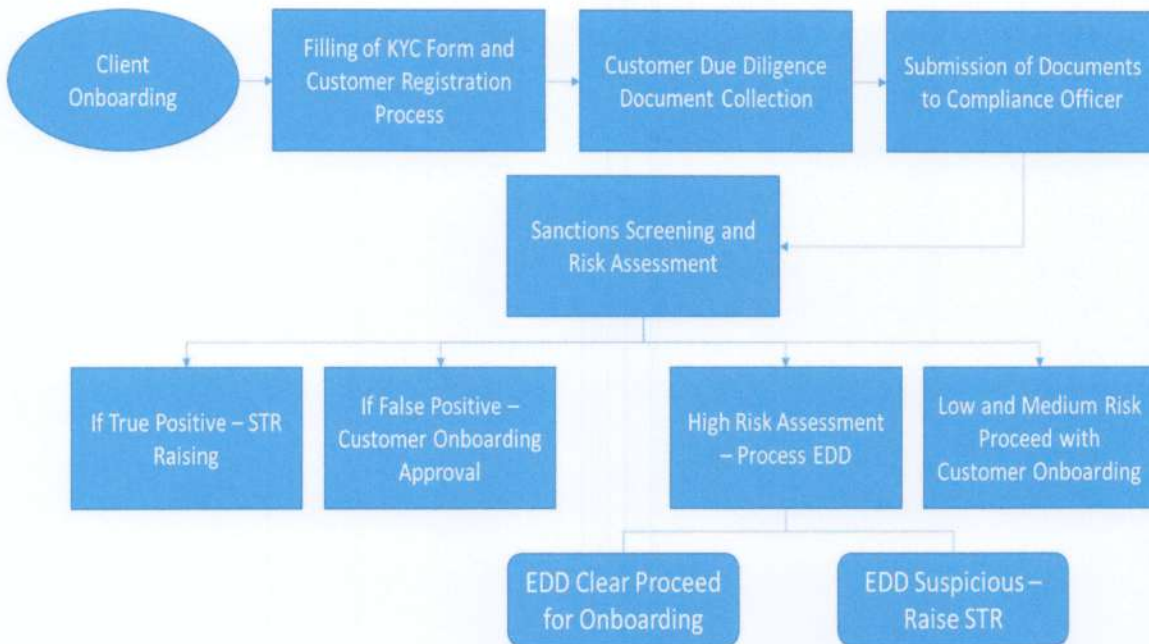 Client
Onboarding
Filling of KYC Form and
Customer Registration
Process
Customer Due Diligence
Document Collection
Submission of Documents
to Compliance Officer
Sanctions Screening and
Risk Assessment
If True Positive – STR
Raising
If False Positive –
Customer Onboarding
Approval
High Risk Assessment
– Process EDD
Low and Medium Risk
Proceed with
Customer Onboarding
EDD Clear Proceed
for Onboarding
EDD Suspicious –
Raise STR